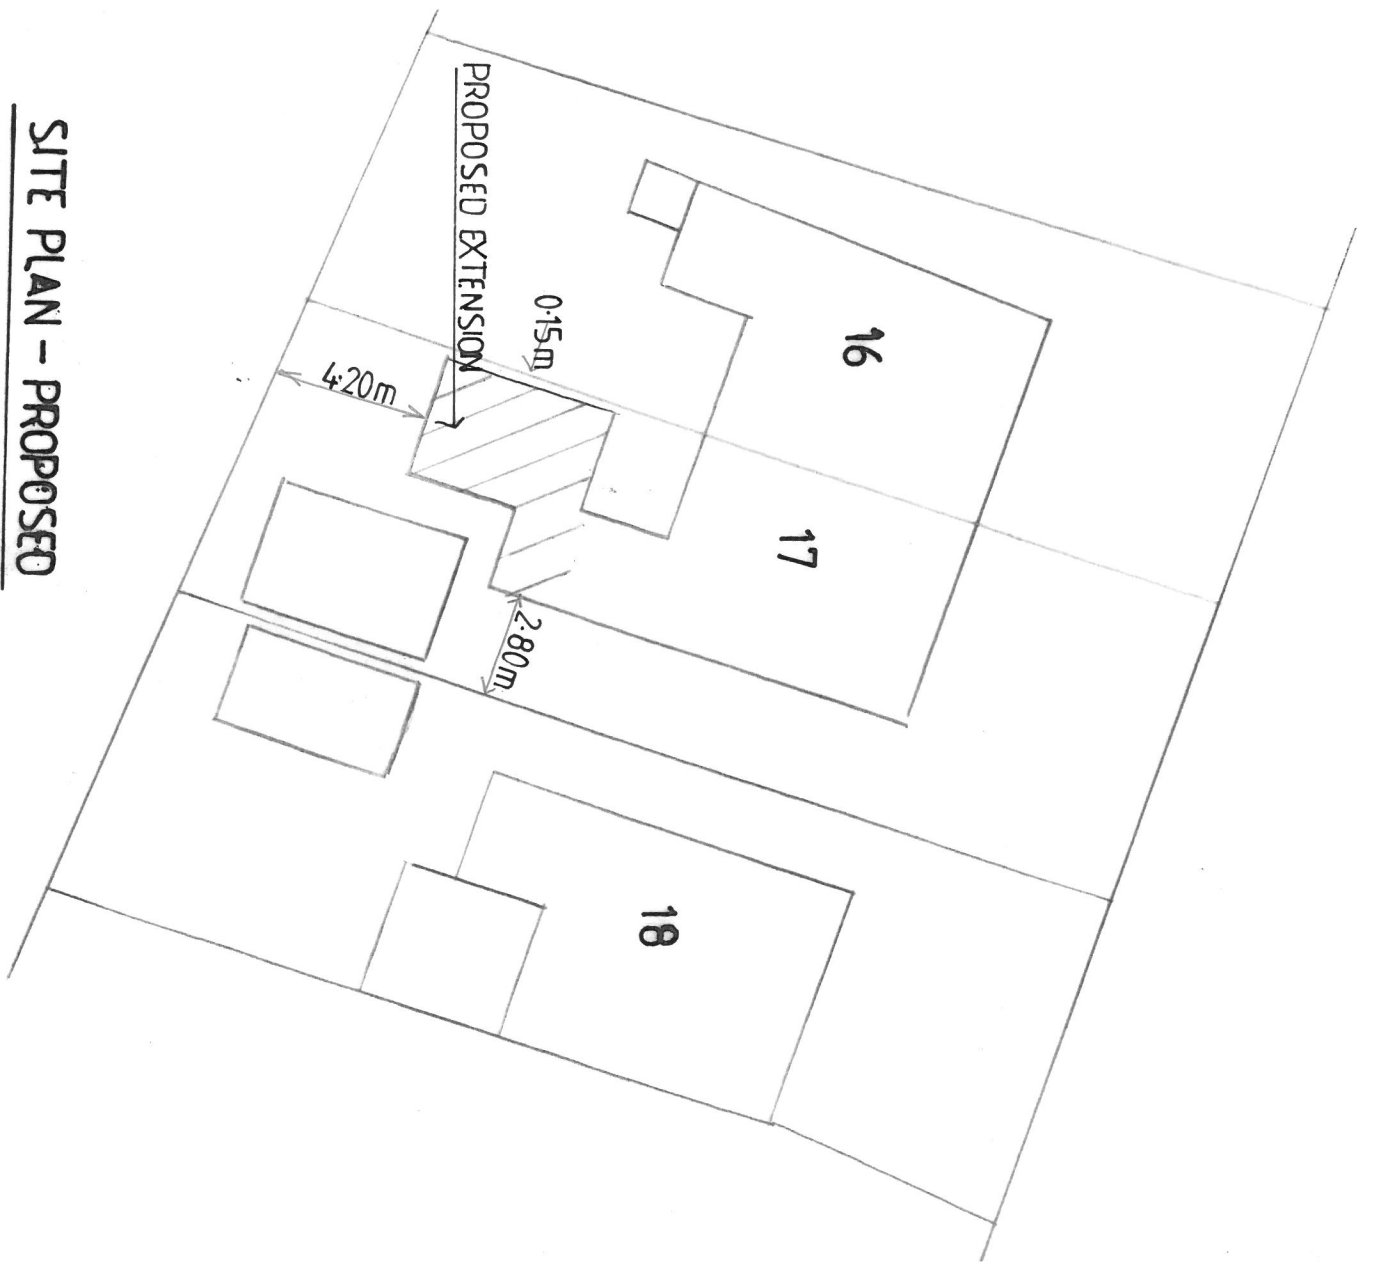 16
0.15m
PROPOSED EXTENSION
17
4.20m
2.80m
18
SITE PLAN - PROPOSED